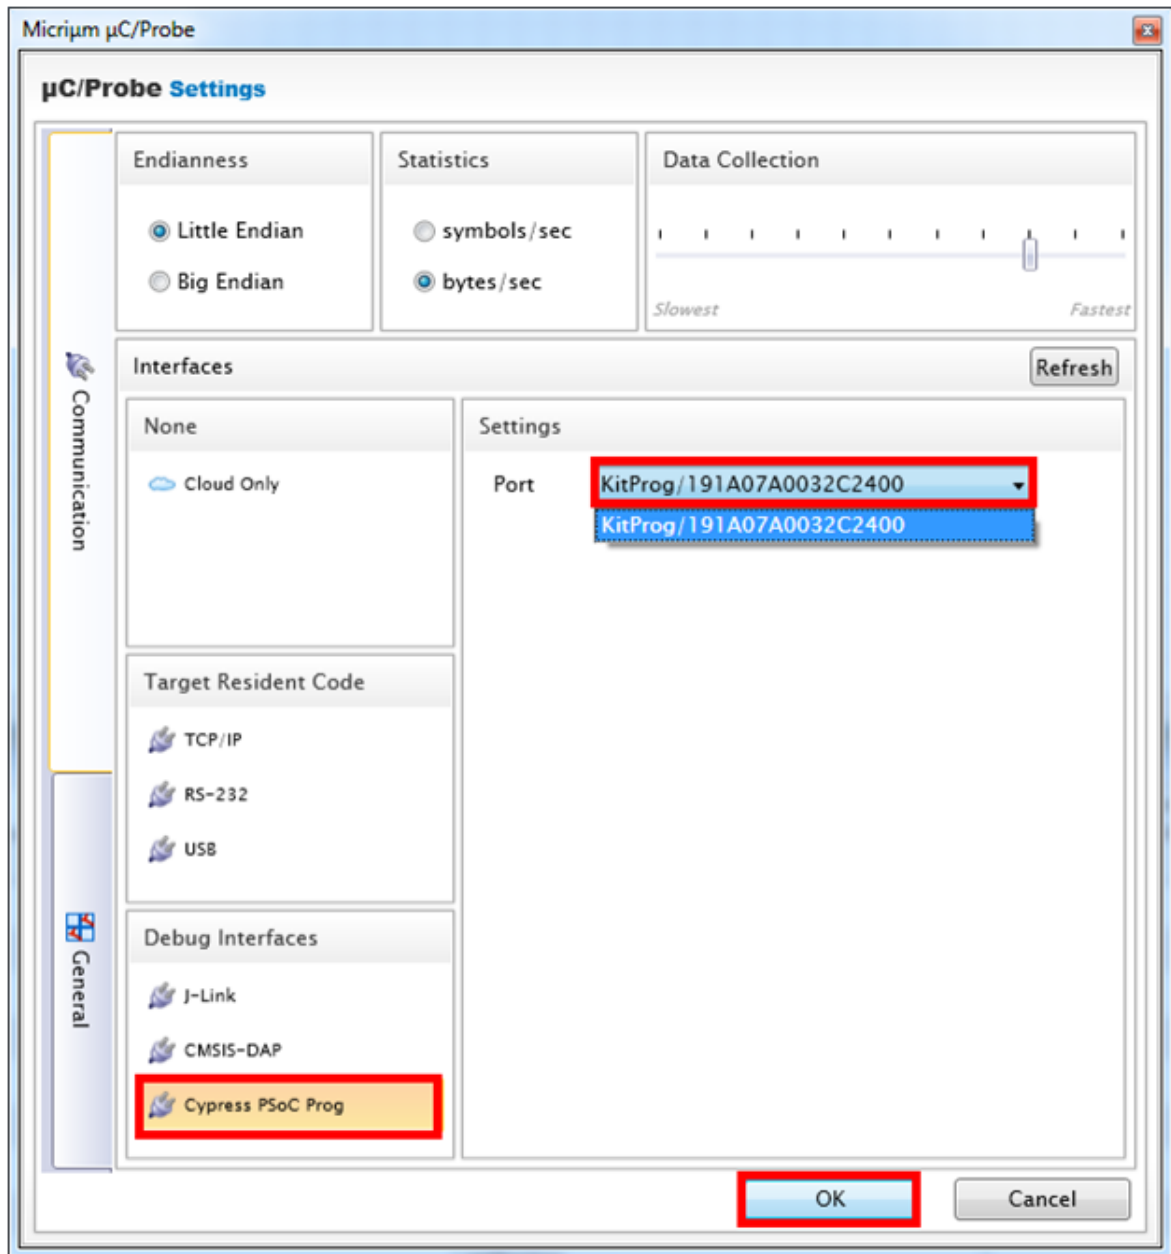 Micriµm µC/Probe
µC/Probe Settings
Communication
General
Endianness
Little Endian
Big Endian
Statistics
symbols/sec
bytes/sec
Data Collection
Slowest
Fastest
Interfaces
Refresh
None
Cloud Only
Target Resident Code
TCP/IP
RS-232
USB
Debug Interfaces
J-Link
CMSIS-DAP
Cypress PSoC Prog
Settings
Port
KitProg/191A07A0032C2400
KitProg/191A07A0032C2400
OK
Cancel